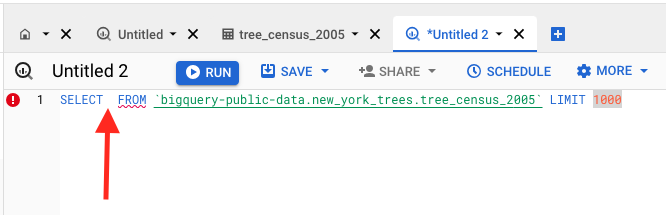 Untitled tree_census_2005 *Untitled 2
Untitled 2 RUN SAVE SHARE SCHEDULE MORE
1 SELECT FROM `bigquery-public-data.new_york_trees.tree_census_2005` LIMIT 1000